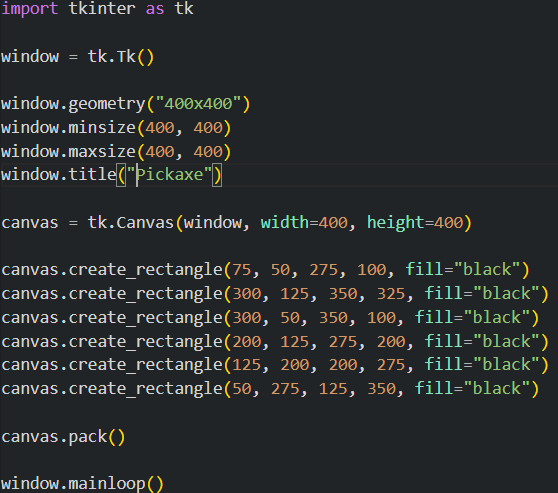 import tkinter as tk
window = tk.Tk()
window.geometry("400x400")
window.minsize(400, 400)
window.maxsize(400, 400)
window.title("Pickaxe")
canvas = tk.Canvas(window, width=400, height=400)
canvas.create_rectangle(75, 50, 275, 100, fill="black")
canvas.create_rectangle(300, 125, 350, 325, fill="black")
canvas.create_rectangle(300, 50, 350, 100, fill="black")
canvas.create_rectangle(200, 125, 275, 200, fill="black")
canvas.create_rectangle(125, 200, 200, 275, fill="black")
canvas.create_rectangle(50, 275, 125, 350, fill="black")
canvas.pack()
window.mainloop()